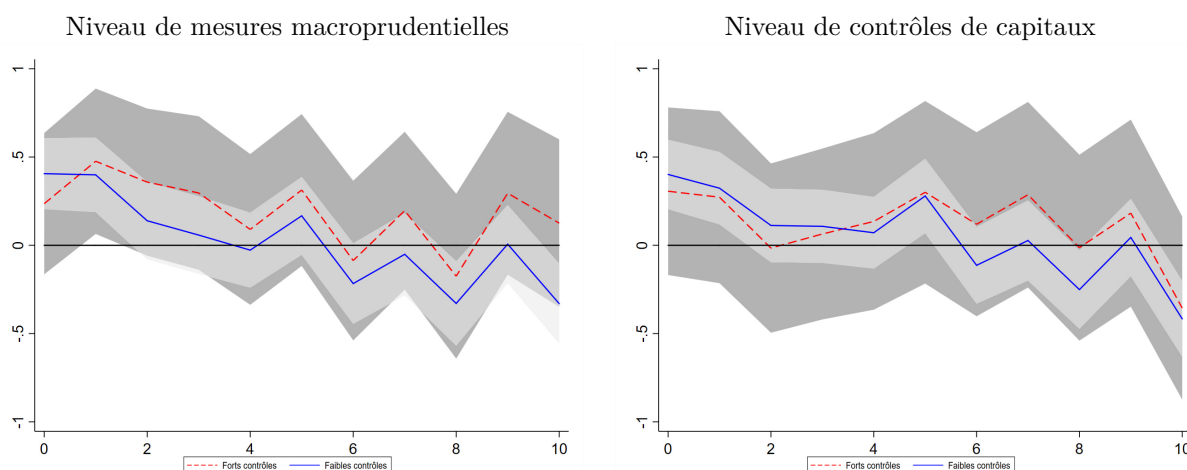 Niveau de mesures macroprudentielles
1
.5
0
-.5
-1
0 2 4 6 8 10
Forts contrôles Faibles contrôles
Niveau de contrôles de capitaux
1
.5
0
-.5
-1
0 2 4 6 8 10
Forts contrôles Faibles contrôles